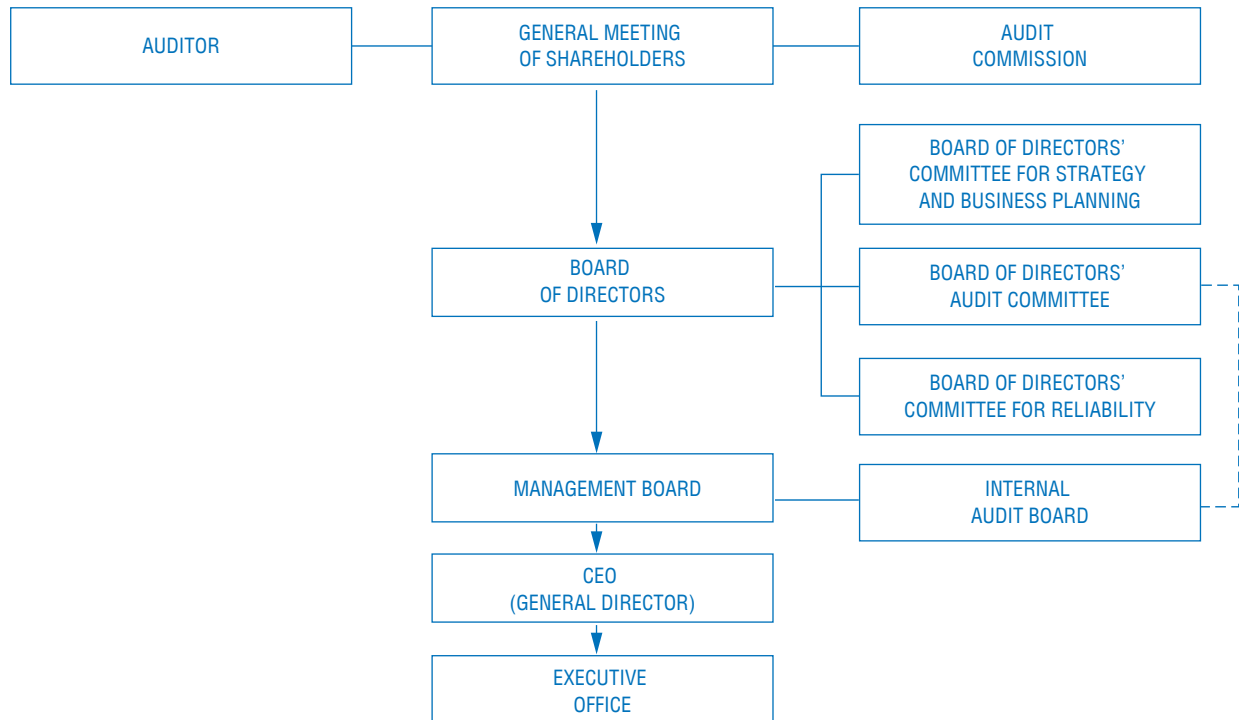 AUDITOR
GENERAL MEETING
OF SHAREHOLDERS
AUDIT
COMMISSION
BOARD OF DIRECTORS’
COMMITTEE FOR STRATEGY
AND BUSINESS PLANNING
BOARD
OF DIRECTORS
BOARD OF DIRECTORS’
AUDIT COMMITTEE
BOARD OF DIRECTORS’
COMMITTEE FOR RELIABILITY
MANAGEMENT BOARD
INTERNAL
AUDIT BOARD
CEO
(GENERAL DIRECTOR)
EXECUTIVE
OFFICE